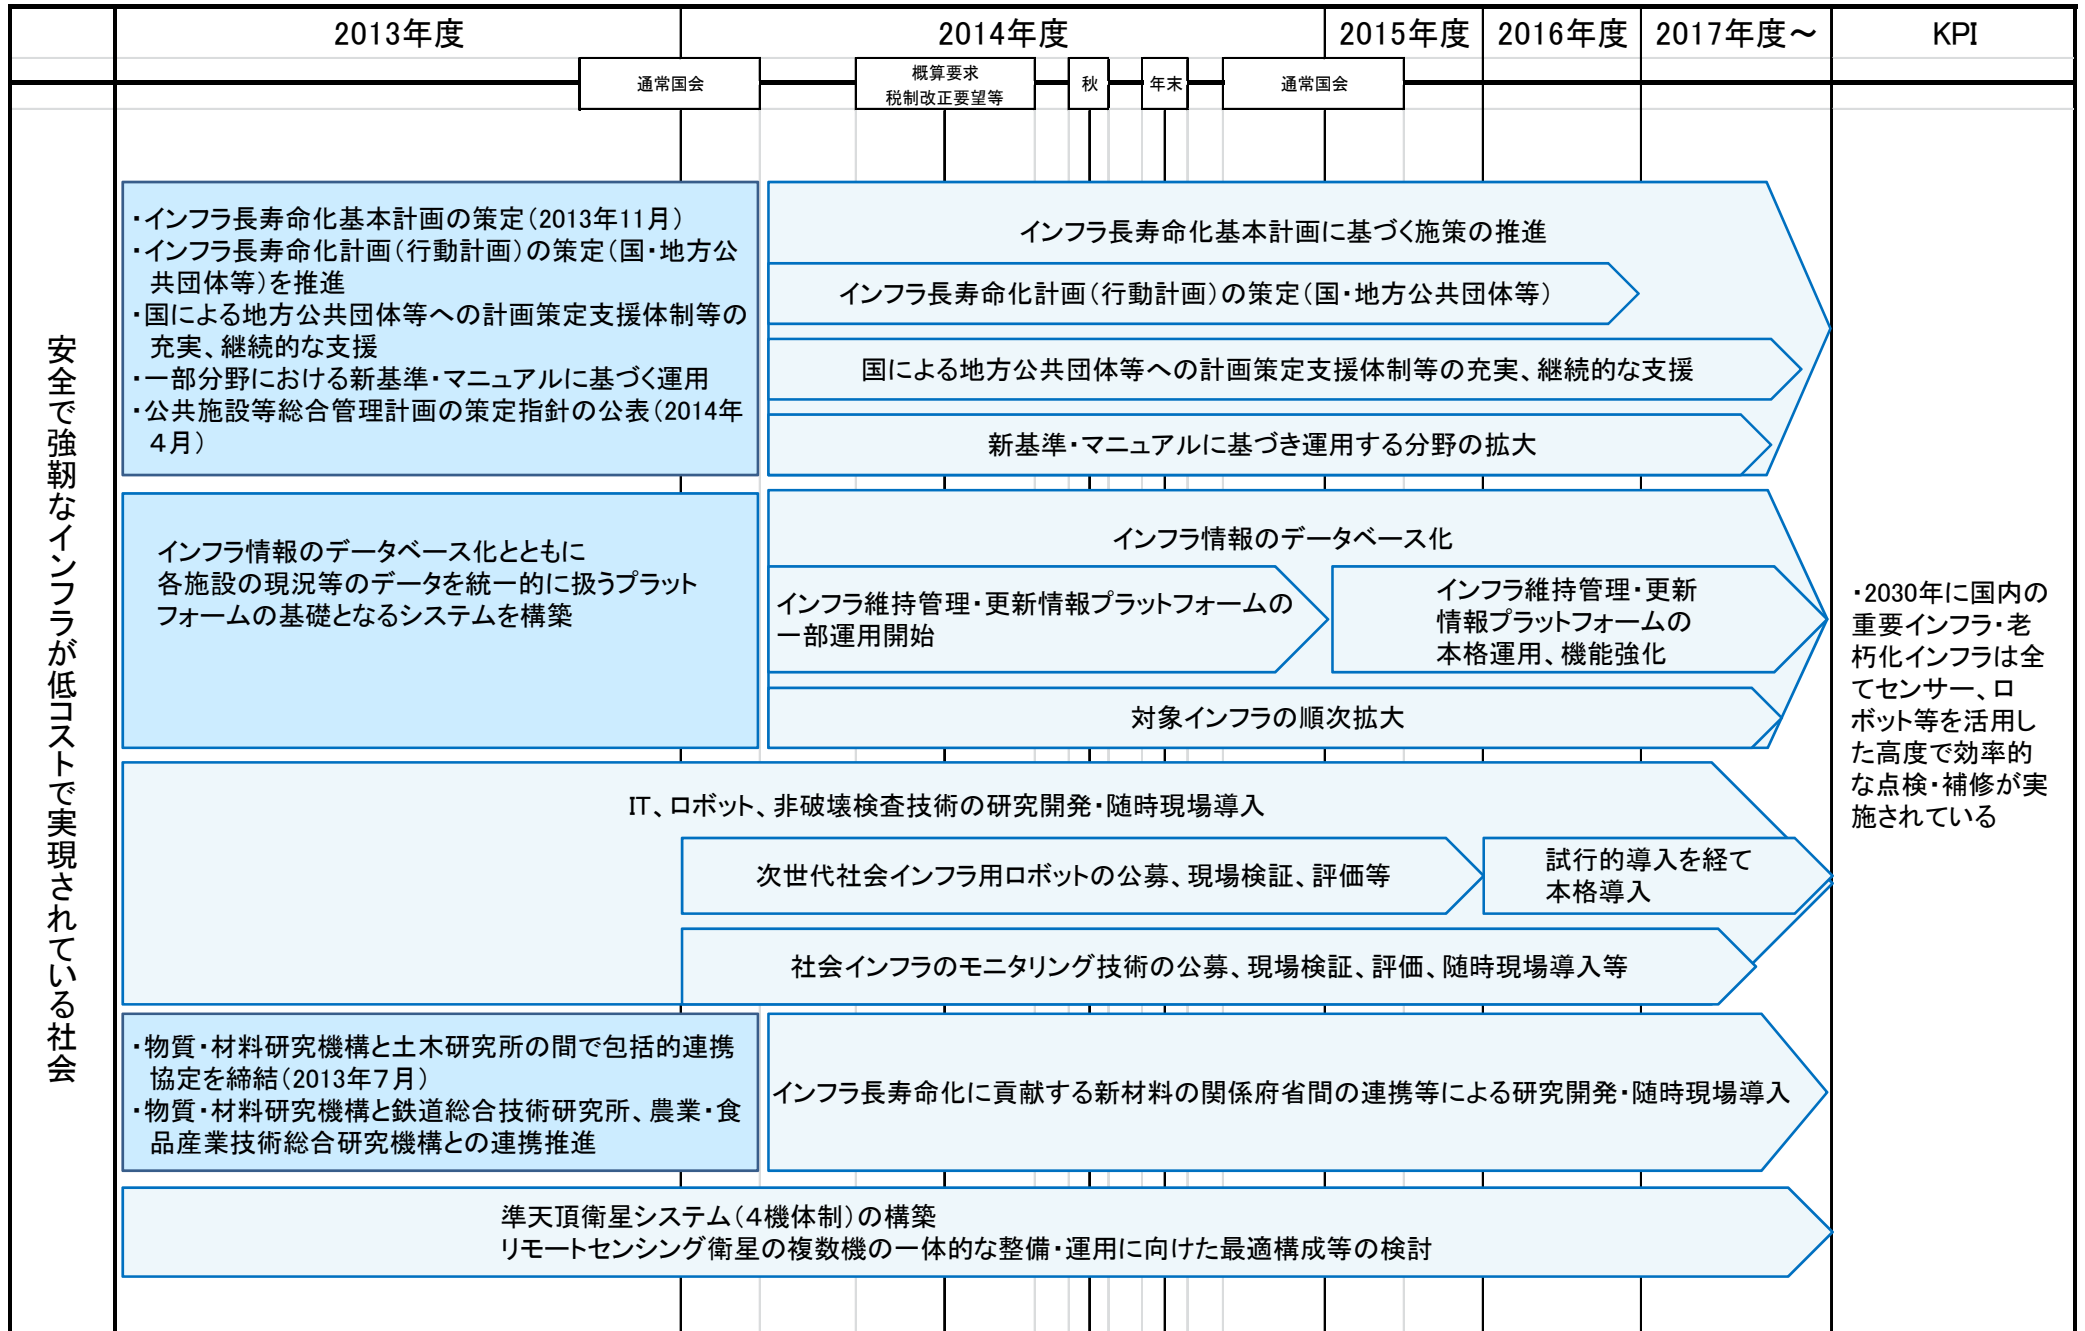 2013年度
2014年度
2015年度
2016年度
2017年度～
KPI
通常国会
概算要求
税制改正要望等
秋
年末
通常国会
安全で強靭なインフラが低コストで実現されている社会
・インフラ長寿命化基本計画の策定（2013年11月）
・インフラ長寿命化計画（行動計画）の策定（国・地方公
共団体等）を推進
・国による地方公共団体等への計画策定支援体制等の
充実、継続的な支援
・一部分野における新基準・マニュアルに基づく運用
・公共施設等総合管理計画の策定指針の公表（2014年
４月）
インフラ長寿命化基本計画に基づく施策の推進
インフラ長寿命化計画（行動計画）の策定（国・地方公共団体等）
国による地方公共団体等への計画策定支援体制等の充実、継続的な支援
新基準・マニュアルに基づき運用する分野の拡大
インフラ情報のデータベース化とともに
各施設の現況等のデータを統一的に扱うプラット
フォームの基礎となるシステムを構築
インフラ情報のデータベース化
インフラ維持管理・更新情報プラットフォームの
一部運用開始
インフラ維持管理・更新
情報プラットフォームの
本格運用、機能強化
対象インフラの順次拡大
IT、ロボット、非破壊検査技術の研究開発・随時現場導入
次世代社会インフラ用ロボットの公募、現場検証、評価等
試行的導入を経て
本格導入
社会インフラのモニタリング技術の公募、現場検証、評価、随時現場導入等
・物質・材料研究機構と土木研究所の間で包括的連携
協定を締結（2013年７月）
・物質・材料研究機構と鉄道総合技術研究所、農業・食
品産業技術総合研究機構との連携推進
インフラ長寿命化に貢献する新材料の関係府省間の連携等による研究開発・随時現場導入
準天頂衛星システム（４機体制）の構築
リモートセンシング衛星の複数機の一体的な整備・運用に向けた最適構成等の検討
・2030年に国内の
重要インフラ・老
朽化インフラは全
てセンサー、ロ
ボット等を活用し
た高度で効率的
な点検・補修が実
施されている